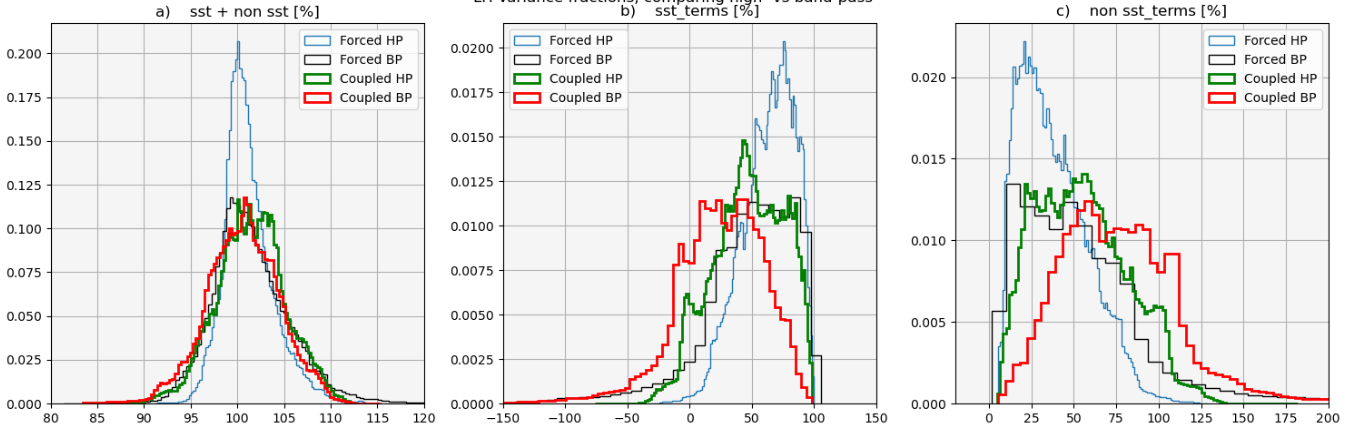 LH variance fractions, comparing high- vs band-pass
a) sst + non sst [%]
0.200
0.175
0.150
0.125
0.100
0.075
0.050
0.025
0.000
80 85 90 95 100 105 110 115 120
Forced HP
Forced BP
Coupled HP
Coupled BP
b) sst_terms [%]
0.0200
0.0175
0.0150
0.0125
0.0100
0.0075
0.0050
0.0025
0.0000
−150 −100 −50 0 50 100 150
Forced HP
Forced BP
Coupled HP
Coupled BP
c) non sst_terms [%]
0.020
0.015
0.010
0.005
0.000
0 25 50 75 100 125 150 175 200
Forced HP
Forced BP
Coupled HP
Coupled BP